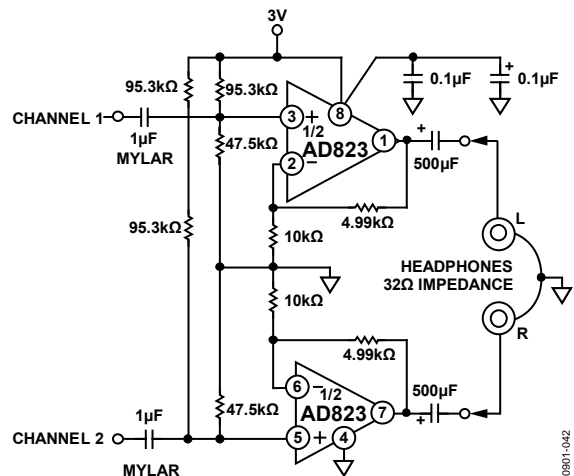 3V
95.3kΩ
95.3kΩ
0.1µF
+
0.1µF
CHANNEL 1
1µF
MYLAR
3
+
8
1/2
AD823
1
2
−
47.5kΩ
+
500µF
4.99kΩ
L
95.3kΩ
10kΩ
HEADPHONES
32Ω IMPEDANCE
10kΩ
R
4.99kΩ
47.5kΩ
6
−
1/2
AD823
7
500µF
+
5
+
4
CHANNEL 2
1µF
MYLAR
0901-042